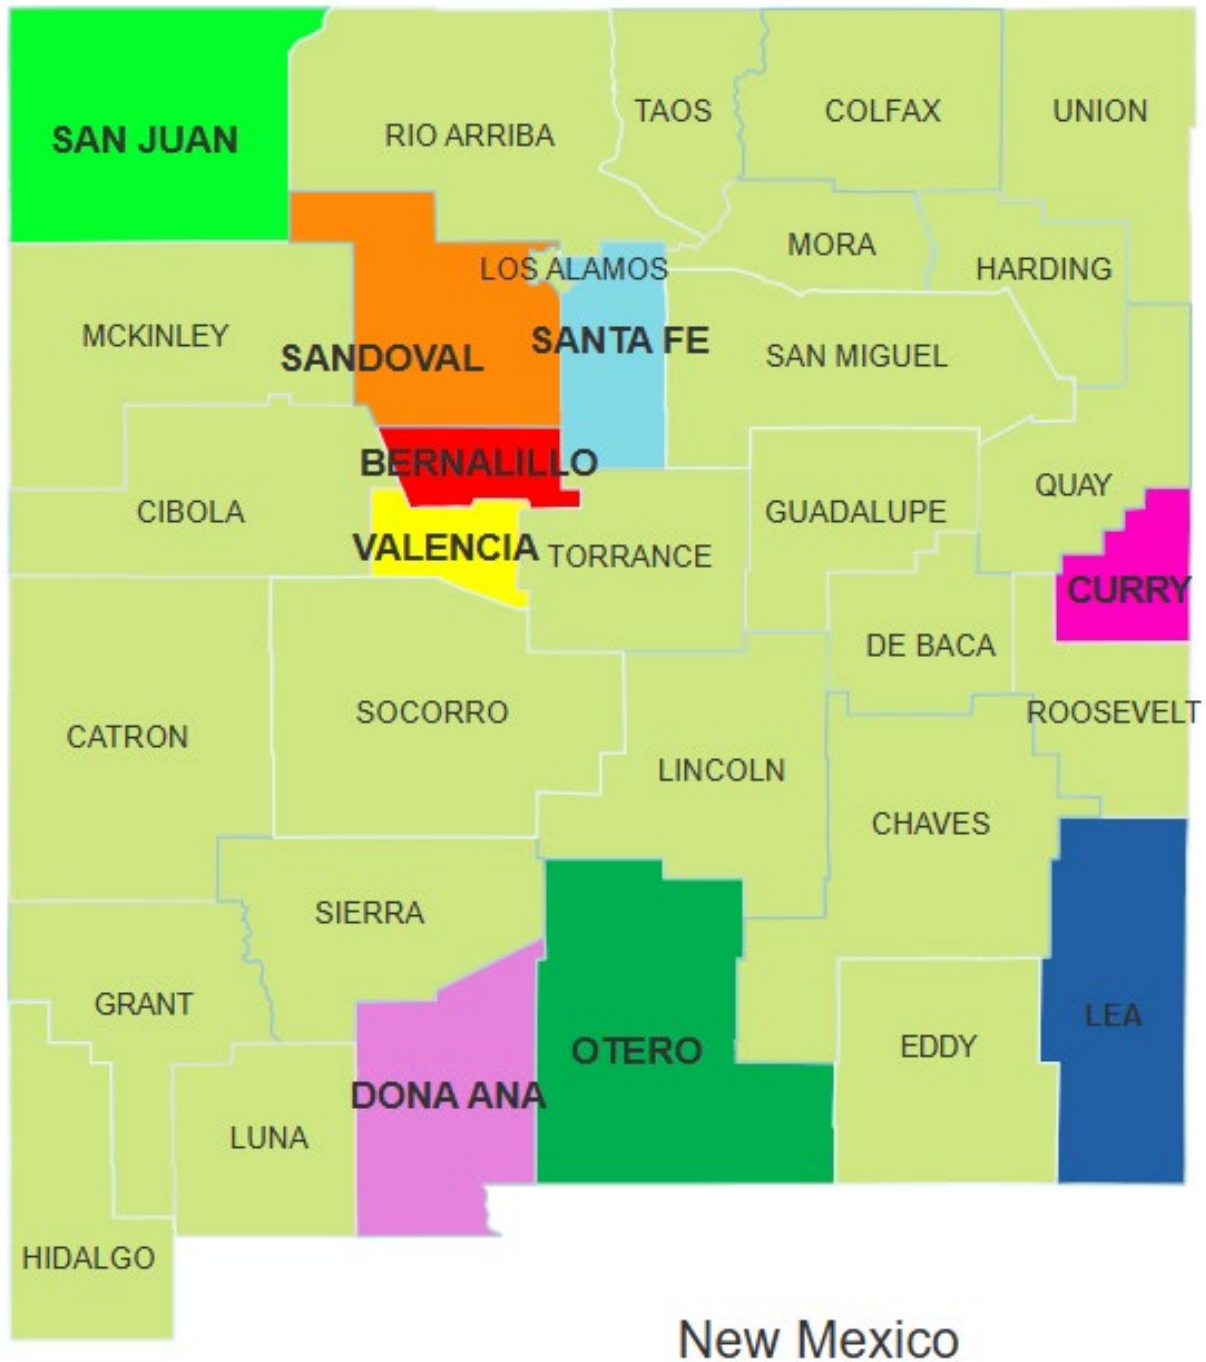 TAOS
COLFAX
UNION
SAN JUAN
RIO ARRIBA
MORA
HARDING
LOS ALAMOS
MCKINLEY
SANDOVAL
SANTA FE
SAN MIGUEL
BERNALILLO
QUAY
CIBOLA
GUADALUPE
VALENCIA
TORRANCE
CURRY
DE BACA
SOCORRO
ROOSEVELT
CATRON
LINCOLN
CHAVES
SIERRA
GRANT
LEA
OTERO
EDDY
DONA ANA
LUNA
HIDALGO
New Mexico